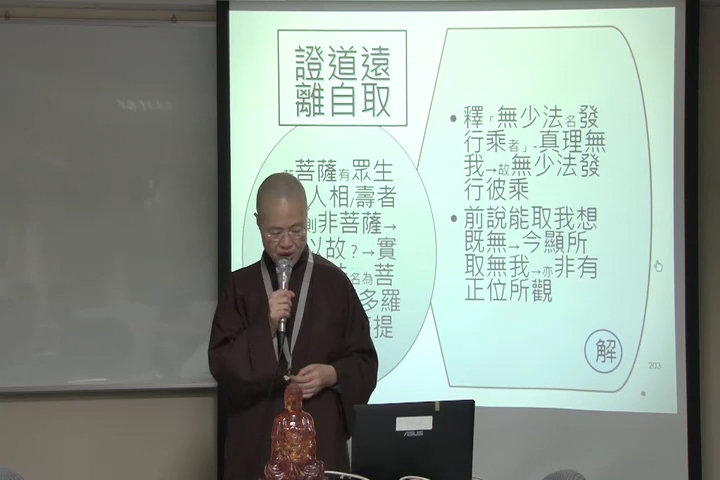 證道遠
離自取
菩薩有眾生
人相/壽者
則非菩薩→
以故?→實
名為菩
多羅
提
•釋「無少法名發
行乘者」-真理無
我→故無少法發
行彼乘
•前說能取我想
既無→今顯所
取無我→亦非有
正位所觀
解
203
ASUS